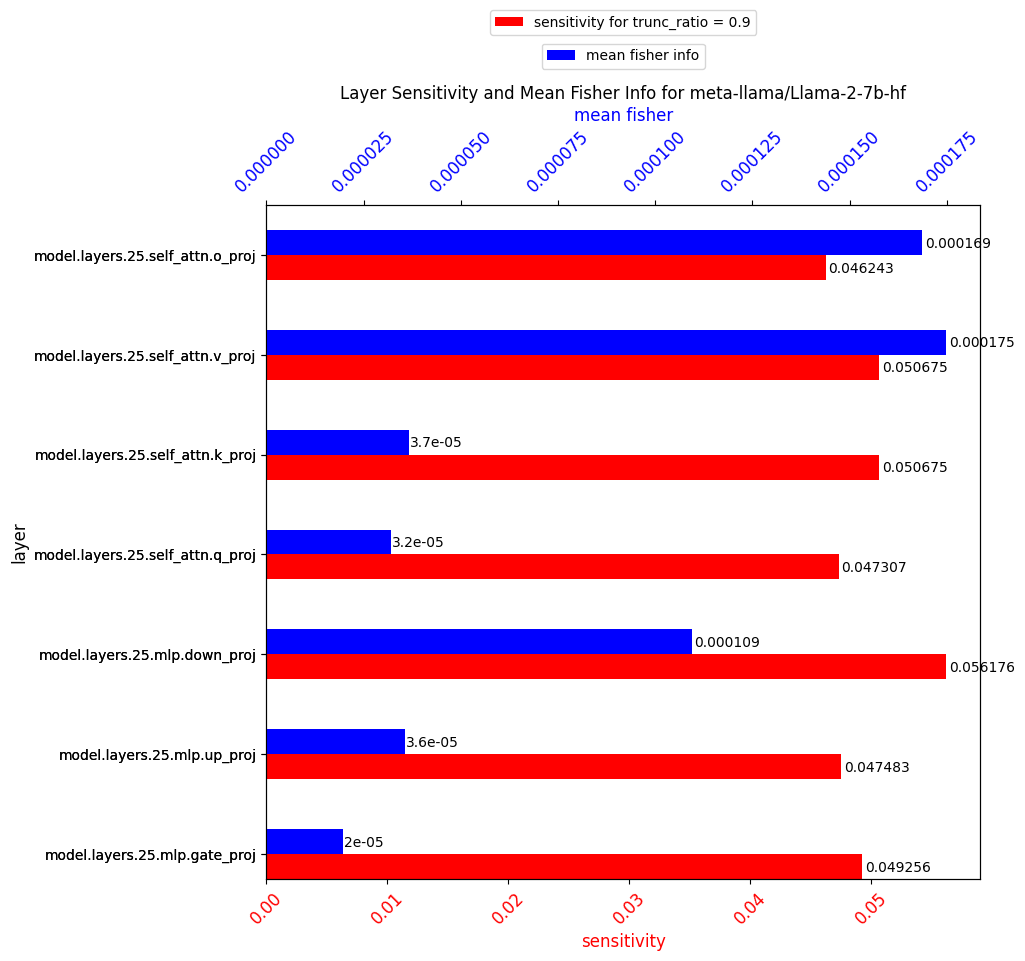 sensitivity for trunc_ratio = 0.9
mean fisher info
Layer Sensitivity and Mean Fisher Info for meta-llama/Llama-2-7b-hf
mean fisher
0.000000 0.000025 0.000050 0.000075 0.000100 0.000125 0.000150 0.000175
model.layers.25.self_attn.o_proj
0.000169
0.046243
model.layers.25.self_attn.v_proj
0.000175
0.050675
model.layers.25.self_attn.k_proj
3.7e-05
0.050675
layer
model.layers.25.self_attn.q_proj
3.2e-05
0.047307
model.layers.25.mlp.down_proj
0.000109
0.056176
model.layers.25.mlp.up_proj
3.6e-05
0.047483
model.layers.25.mlp.gate_proj
2e-05
0.049256
0.00 0.01 0.02 0.03 0.04 0.05
sensitivity